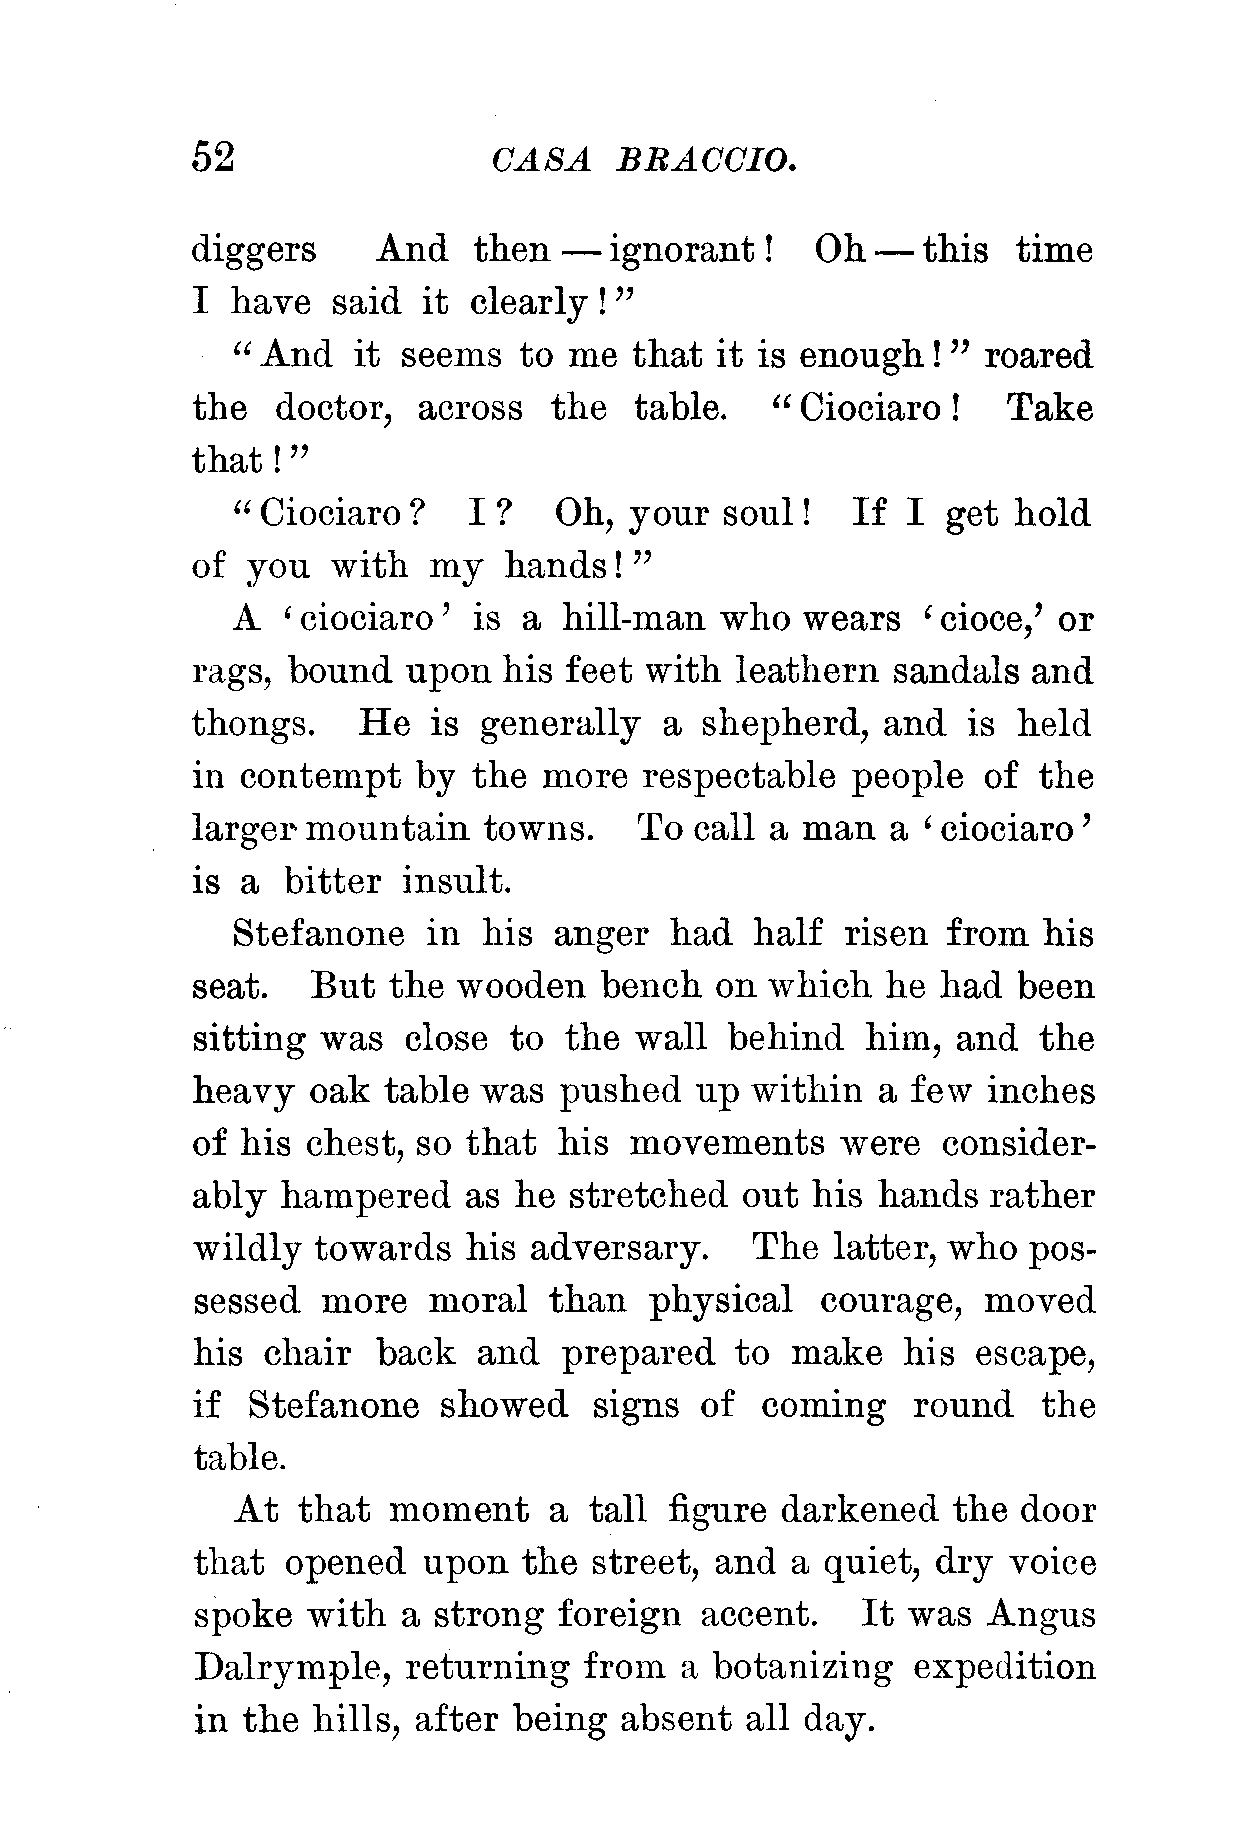 52 CASA BRACCIO.
diggers And then — ignorant! Oh — this time
I have said it clearly!"
"And it seems to me that it is enough!" roared
the doctor, across the table. "Ciociaro! Take
that!"
"Ciociaro? I? Oh, your soul! If I get hold
of you with my hands!"
A 'ciociaro' is a hill-man who wears 'cioce,' or
rags, bound upon his feet with leathern sandals and
thongs. He is generally a shepherd, and is held
in contempt by the more respectable people of the
larger mountain towns. To call a man a 'ciociaro'
is a bitter insult.
Stefanone in his anger had half risen from his
seat. But the wooden bench on which he had been
sitting was close to the wall behind him, and the
heavy oak table was pushed up within a few inches
of his chest, so that his movements were consider-
ably hampered as he stretched out his hands rather
wildly towards his adversary. The latter, who pos-
sessed more moral than physical courage, moved
his chair back and prepared to make his escape,
if Stefanone showed signs of coming round the
table.
At that moment a tall figure darkened the door
that opened upon the street, and a quiet, dry voice
spoke with a strong foreign accent. It was Angus
Dalrymple, returning from a botanizing expedition
in the hills, after being absent all day.